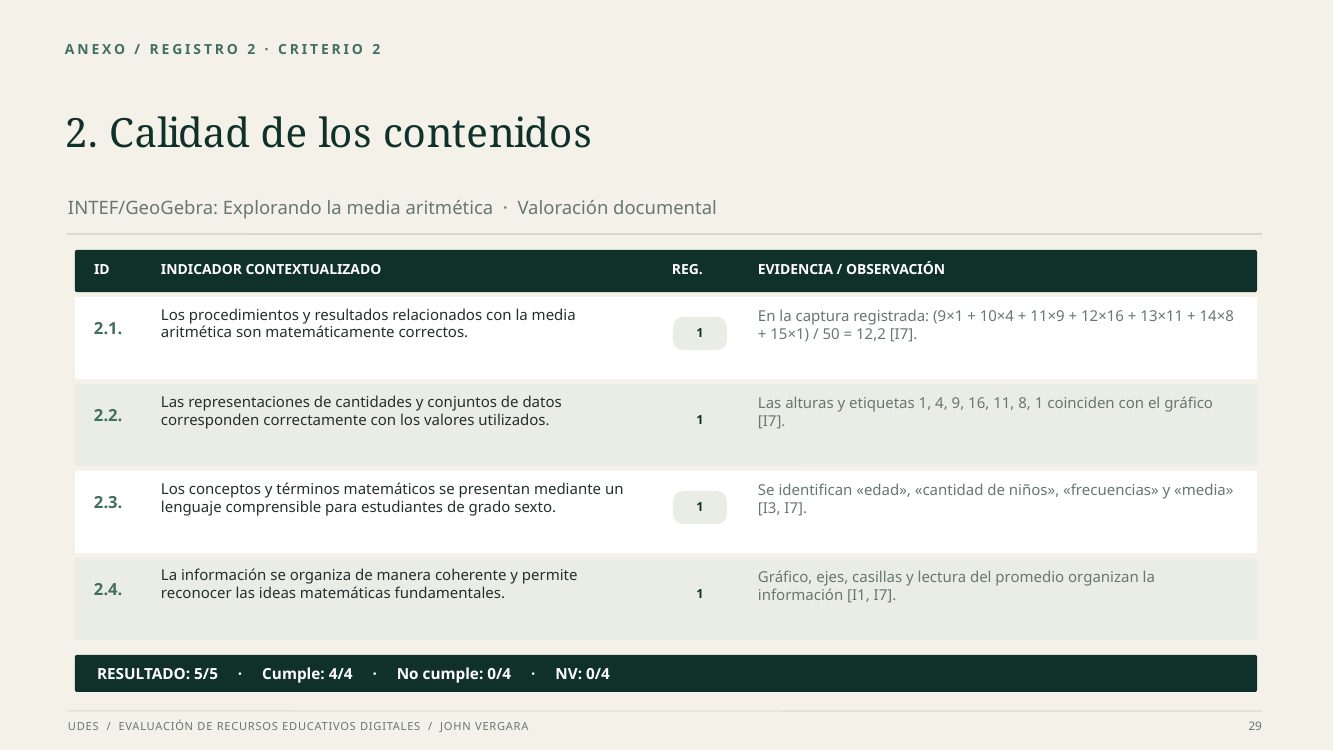 ANEXO / REGISTRO 2 · CRITERIO 2
2. Calidad de los contenidos
INTEF/GeoGebra: Explorando la media aritmética · Valoración documental
ID INDICADOR CONTEXTUALIZADO REG. EVIDENCIA / OBSERVACIÓN
2.1.
Los procedimientos y resultados relacionados con la media
aritmética son matemáticamente correctos.
1
En la captura registrada: (9×1 + 10×4 + 11×9 + 12×16 + 13×11 + 14×8
+ 15×1) / 50 = 12,2 [I7].
2.2.
Las representaciones de cantidades y conjuntos de datos
corresponden correctamente con los valores utilizados.
1
Las alturas y etiquetas 1, 4, 9, 16, 11, 8, 1 coinciden con el gráfico
[I7].
2.3.
Los conceptos y términos matemáticos se presentan mediante un
lenguaje comprensible para estudiantes de grado sexto.
1
Se identifican «edad», «cantidad de niños», «frecuencias» y «media»
[I3, I7].
2.4.
La información se organiza de manera coherente y permite
reconocer las ideas matemáticas fundamentales.
1
Gráfico, ejes, casillas y lectura del promedio organizan la
información [I1, I7].
RESULTADO: 5/5 · Cumple: 4/4 · No cumple: 0/4 · NV: 0/4
UDES / EVALUACIÓN DE RECURSOS EDUCATIVOS DIGITALES / JOHN VERGARA
29